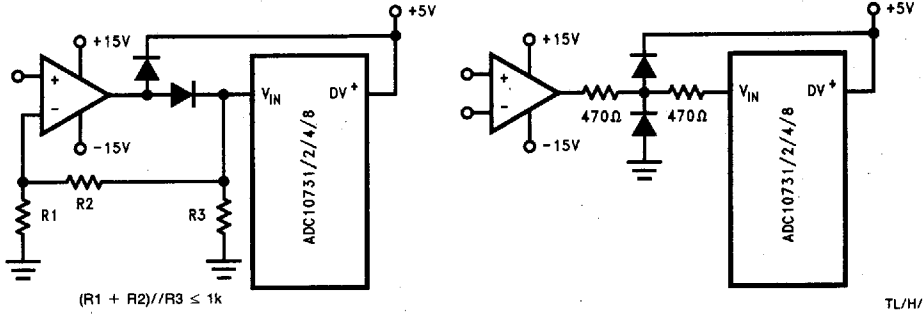 +5V
+15V
+
−
−15V
V_IN
DV+
ADC10731/2/4/8
R1
R2
R3
(R1 + R2)//R3 ≤ 1k
+5V
+15V
+
−
−15V
470Ω
470Ω
V_IN
DV+
ADC10731/2/4/8
TL/H/